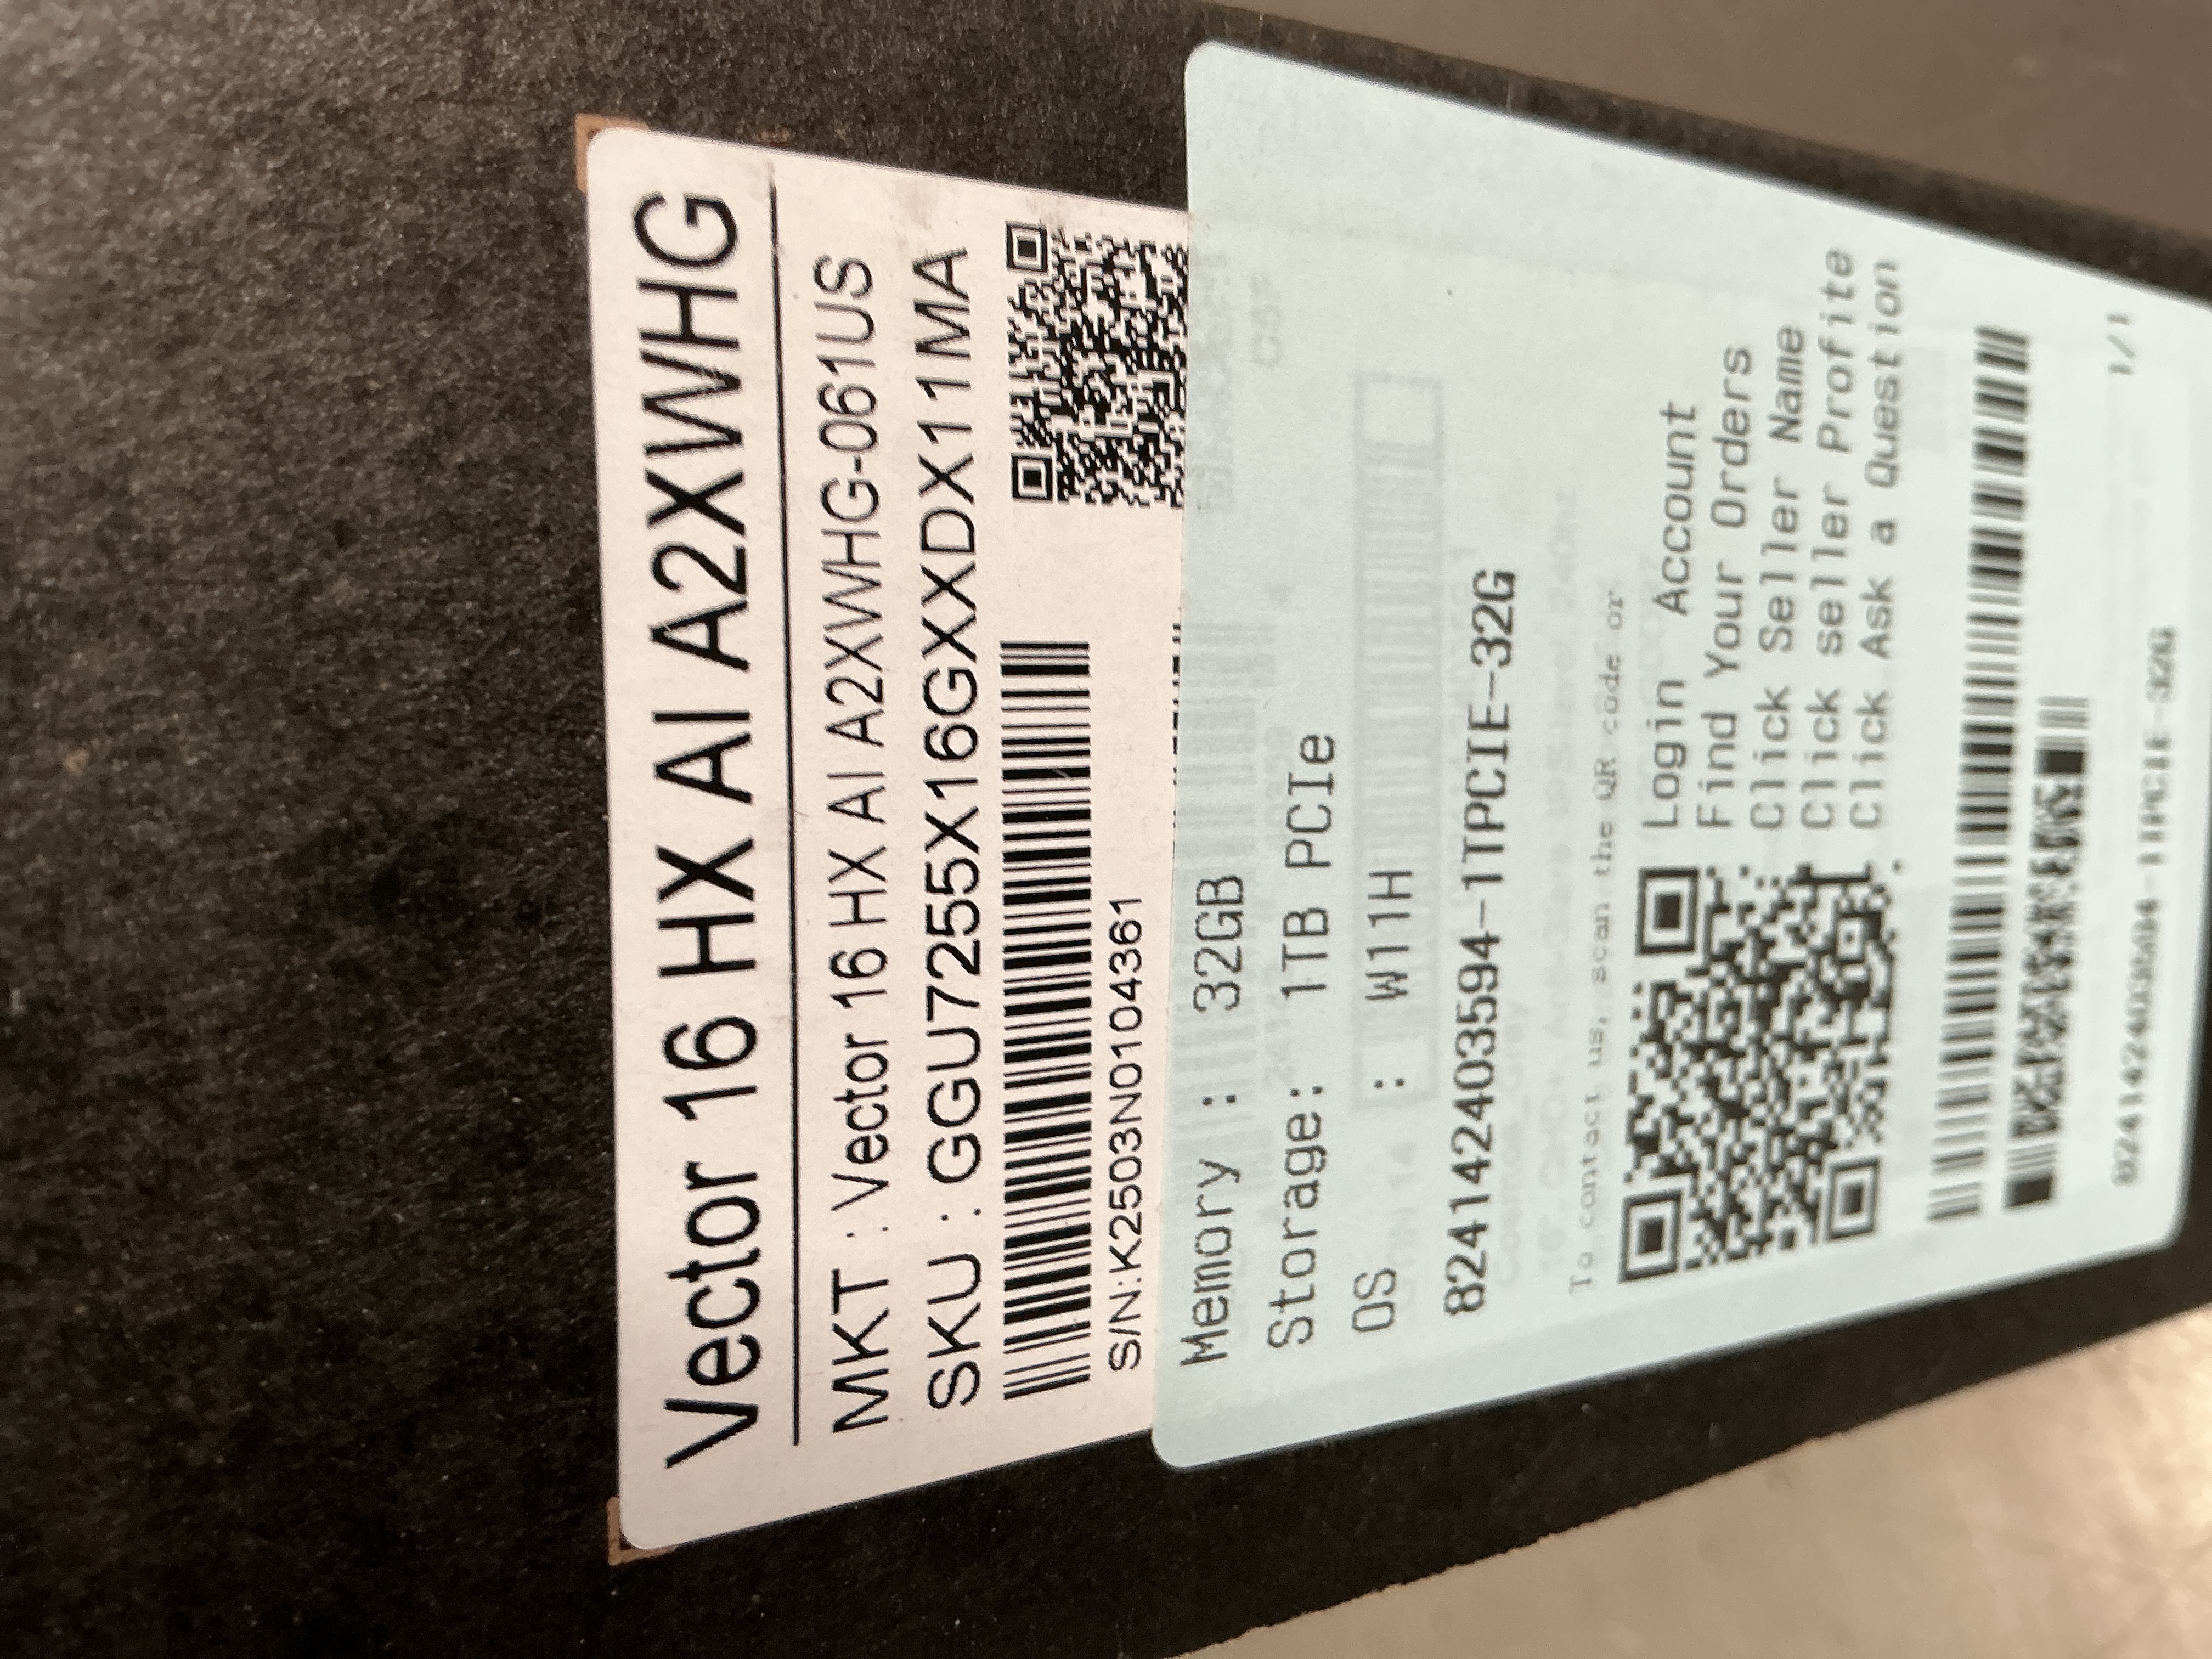 Vector 16 HX AI A2XWHG
MKT : Vector 16 HX AI A2XWHG-061US
SKU : GGU7255X16GXXDX11MA
S/N:K2503N0104361
Memory : 32GB
Storage: 1TB PCIe
OS : W11H
824142403594-1TPCIE-32G
To contact us, scan the QR code or
Login Account
Find Your Orders
Click Seller Name
Click seller Profite
Click Ask a Question
1/1